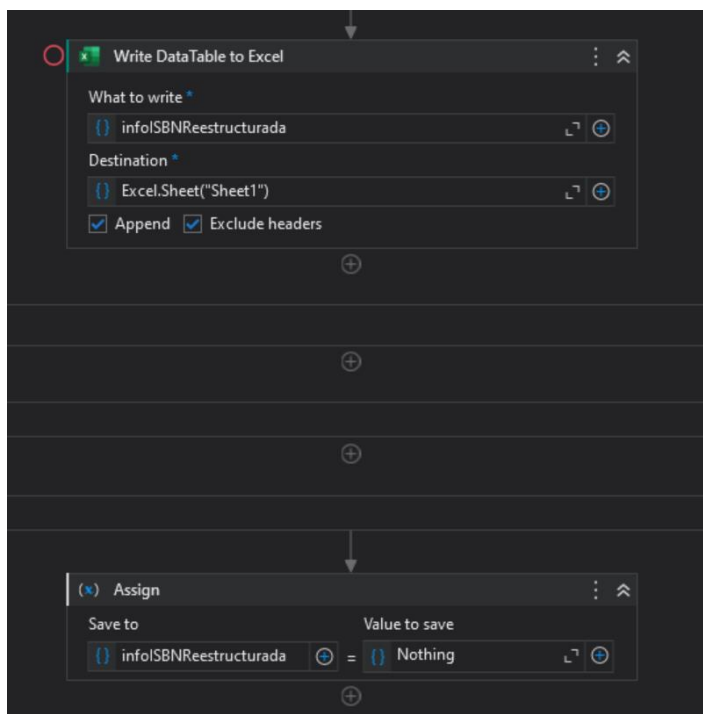 Write DataTable to Excel
What to write *
infoISBNReestructurada
Destination *
Excel.Sheet("Sheet1")
Append Exclude headers
(x) Assign
Save to Value to save
infoISBNReestructurada = Nothing